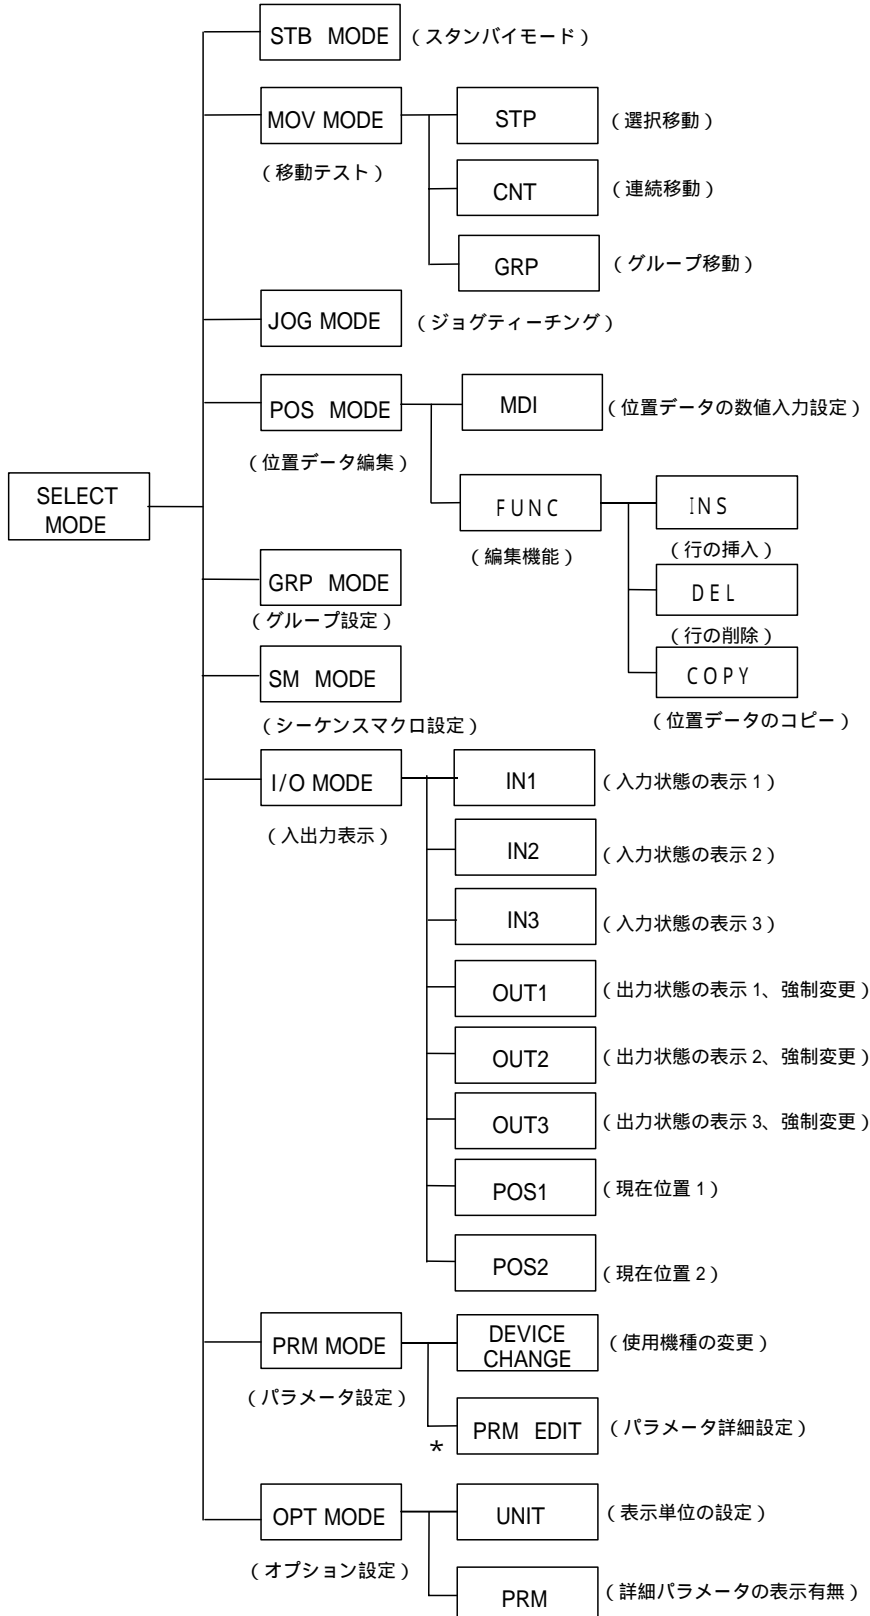 STB MODE （スタンバイモード）
MOV MODE
（移動テスト）
STP （選択移動）
CNT （連続移動）
GRP （グループ移動）
JOG MODE （ジョグティーチング）
POS MODE
（位置データ編集）
MDI （位置データの数値入力設定）
SELECT
MODE
FUNC
（編集機能）
INS
（行の挿入）
DEL
（行の削除）
COPY
（位置データのコピー）
GRP MODE
（グループ設定）
SM MODE
（シーケンスマクロ設定）
I/O MODE
（入出力表示）
IN1 （入力状態の表示1）
IN2 （入力状態の表示2）
IN3 （入力状態の表示3）
OUT1 （出力状態の表示1、強制変更）
OUT2 （出力状態の表示2、強制変更）
OUT3 （出力状態の表示3、強制変更）
POS1 （現在位置1）
POS2 （現在位置2）
PRM MODE
（パラメータ設定）
DEVICE
CHANGE （使用機種の変更）
* PRM EDIT （パラメータ詳細設定）
OPT MODE
（オプション設定）
UNIT （表示単位の設定）
PRM （詳細パラメータの表示有無）